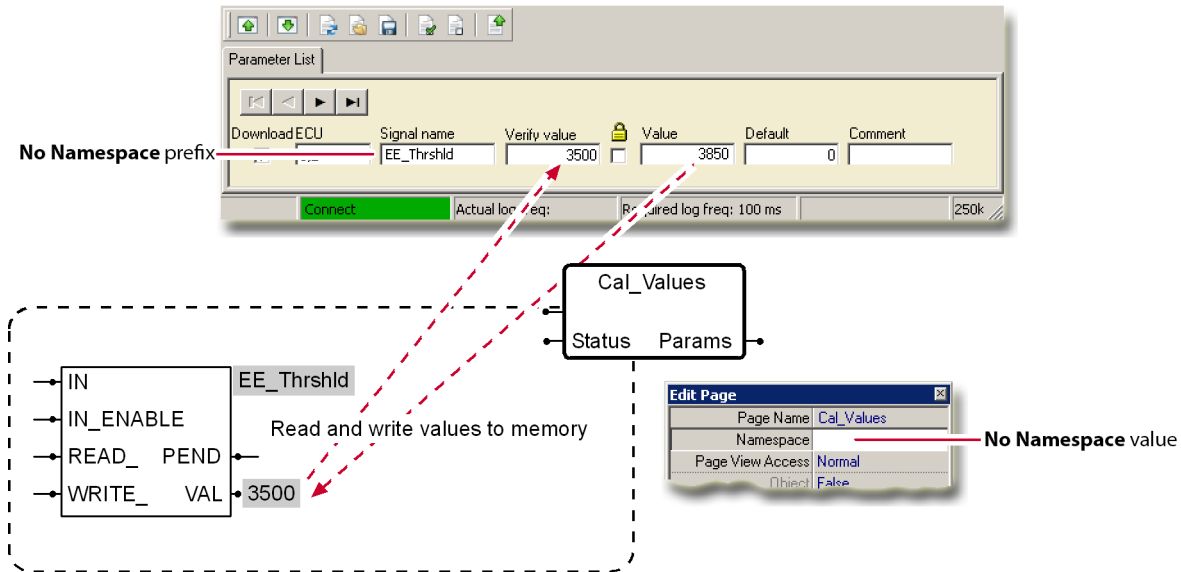 Parameter List
Download ECU Signal name Verify value Value Default Comment
No Namespace prefix
EE_Thrshld 3500 3850 0
Connect Actual log freq: Required log freq: 100 ms 250k
Cal_Values
Status Params
IN EE_Thrshld
IN_ENABLE
Read and write values to memory
READ_ PEND
WRITE_ VAL 3500
Edit Page
Page Name Cal_Values
Namespace
No Namespace value
Page View Access Normal
Object False